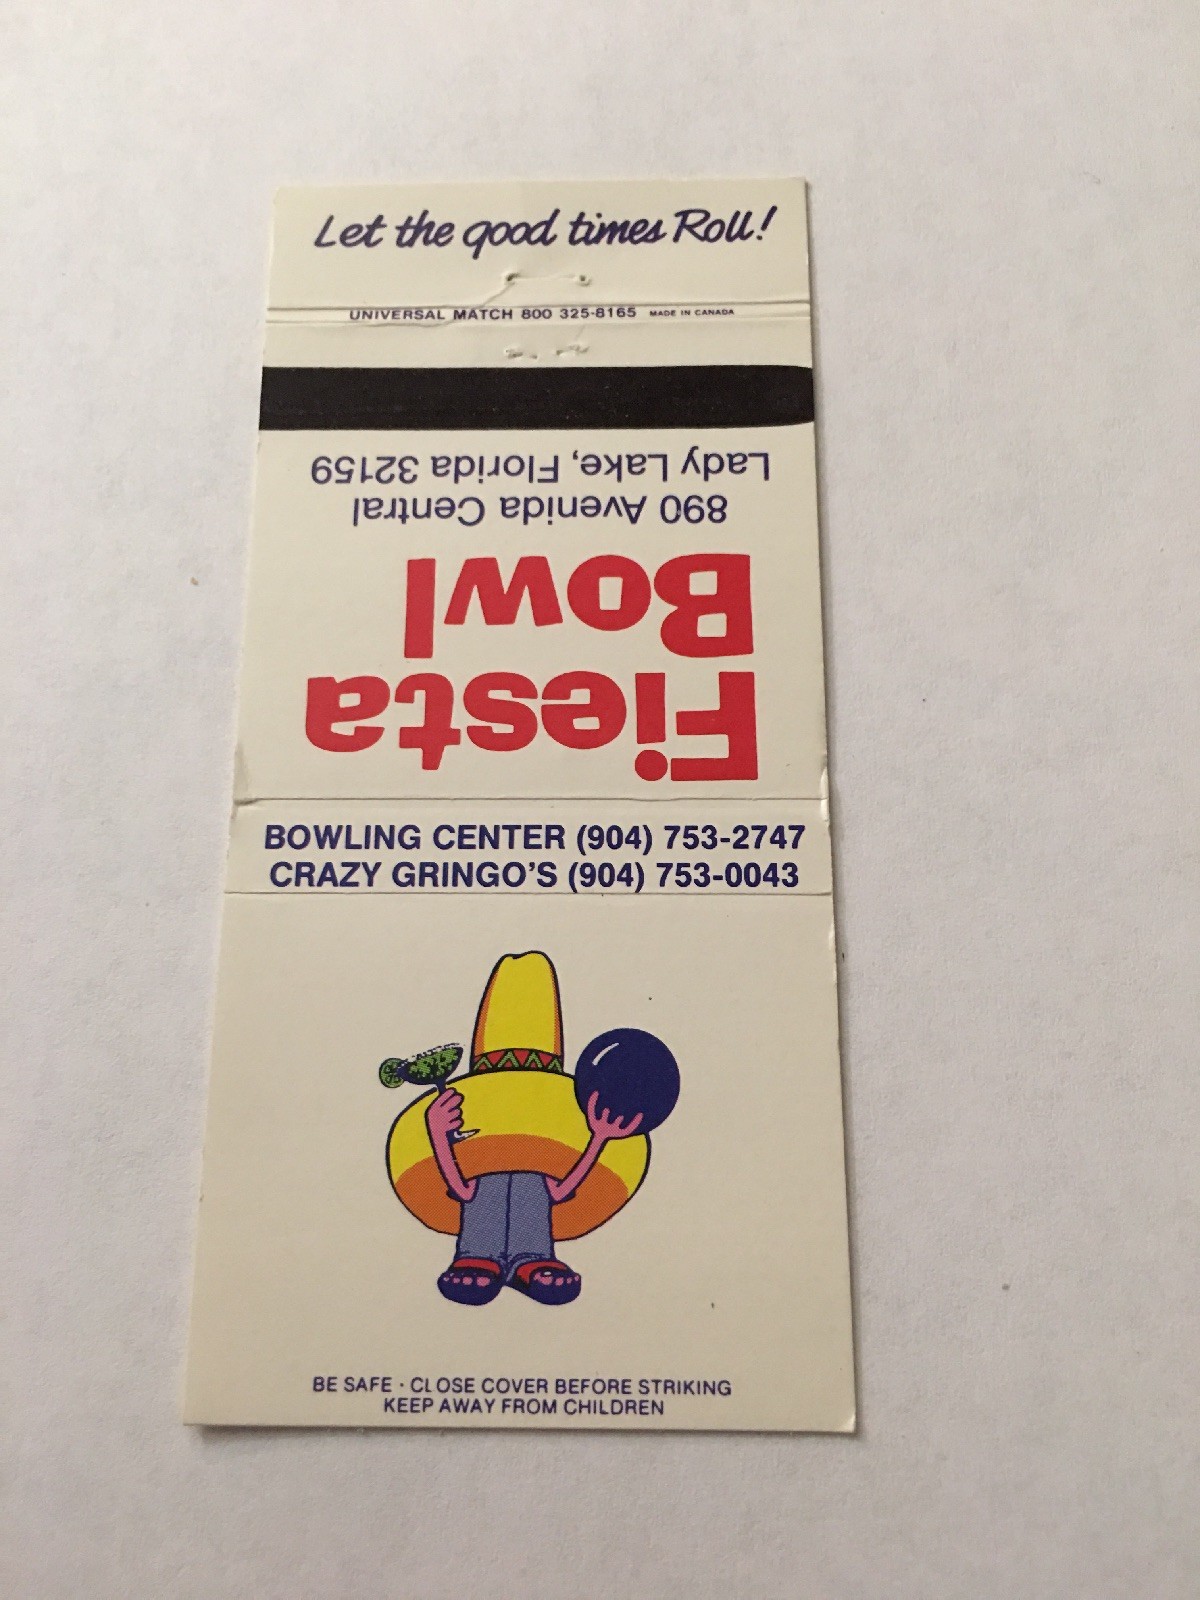 Let the good times Roll!
UNIVERSAL MATCH 800 325-8165 MADE IN CANADA
Fiesta
Bowl
890 Avenida Central
Lady Lake, Florida 32159
BOWLING CENTER (904) 753-2747
CRAZY GRINGO'S (904) 753-0043
BE SAFE · CLOSE COVER BEFORE STRIKING
KEEP AWAY FROM CHILDREN